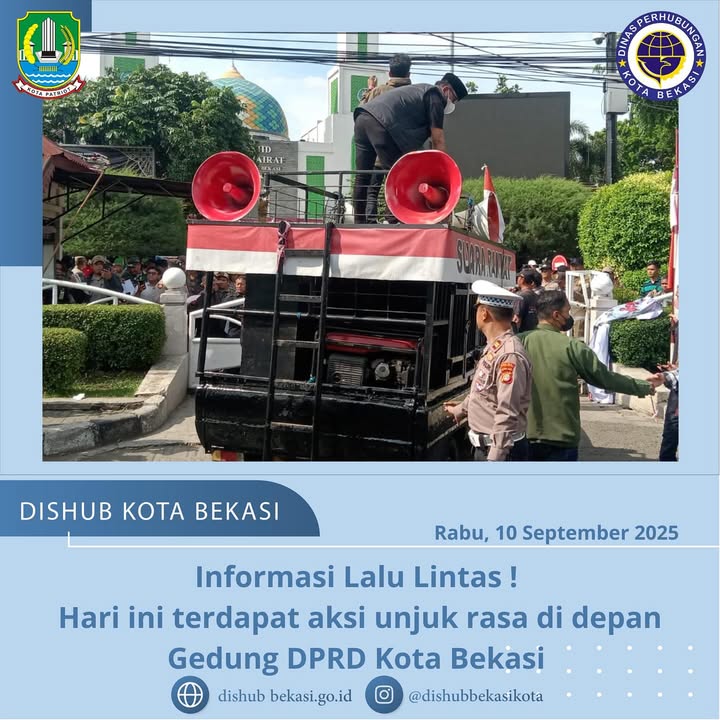 KOTA PATRIOT
DINAS PERHUBUNGAN
KOTA BEKASI
SUARA RAKYAT
DISHUB KOTA BEKASI
Rabu, 10 September 2025
Informasi Lalu Lintas !
Hari ini terdapat aksi unjuk rasa di depan
Gedung DPRD Kota Bekasi
dishub bekasi.go.id
@dishubbekasikota